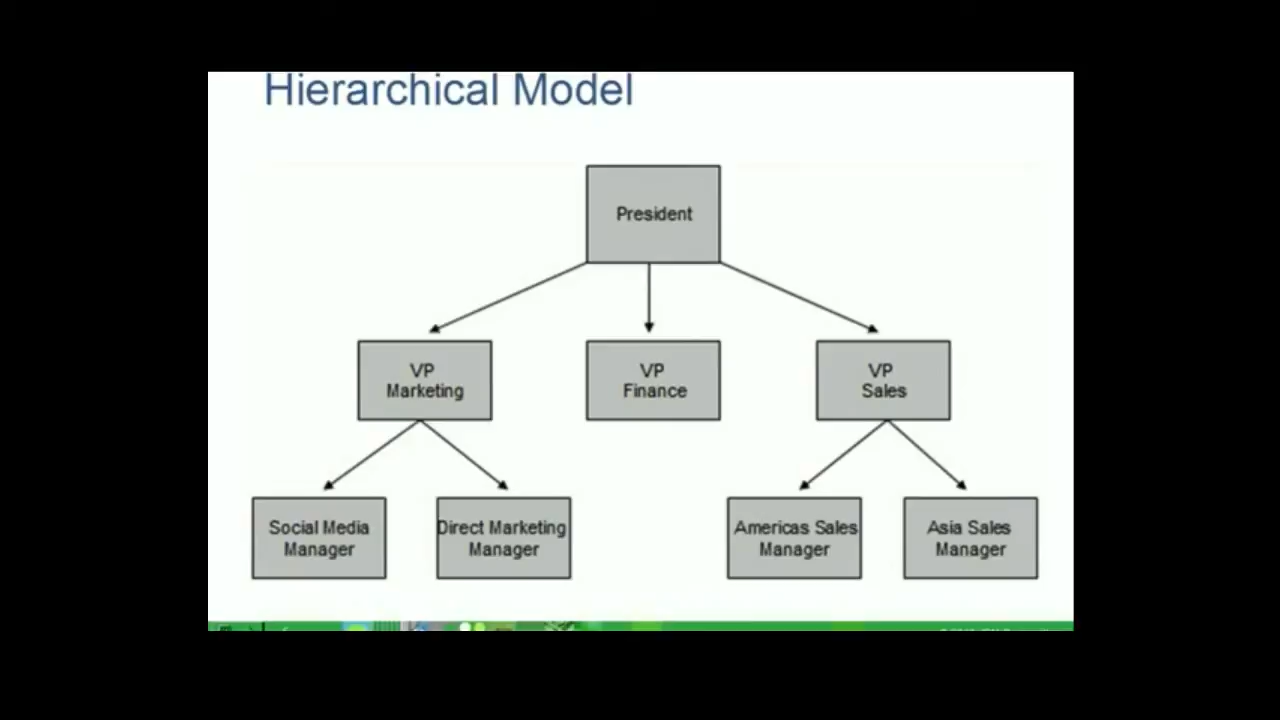 Hierarchical Model
President
VP
Marketing
VP
Finance
VP
Sales
Social Media
Manager
Direct Marketing
Manager
Americas Sales
Manager
Asia Sales
Manager